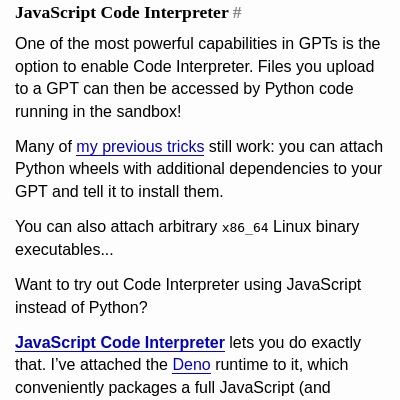 JavaScript Code Interpreter #
One of the most powerful capabilities in GPTs is the
option to enable Code Interpreter. Files you upload
to a GPT can then be accessed by Python code
running in the sandbox!
Many of my previous tricks still work: you can attach
Python wheels with additional dependencies to your
GPT and tell it to install them.
You can also attach arbitrary x86_64 Linux binary
executables...
Want to try out Code Interpreter using JavaScript
instead of Python?
JavaScript Code Interpreter lets you do exactly
that. I’ve attached the Deno runtime to it, which
conveniently packages a full JavaScript (and